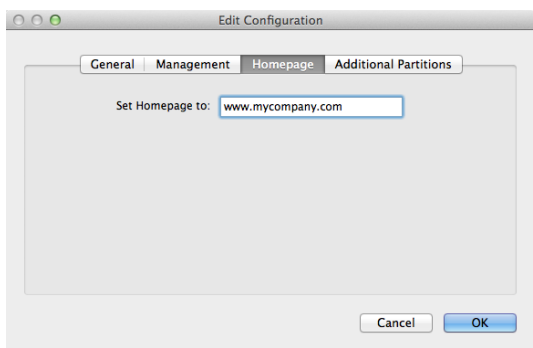 Edit Configuration
General Management Homepage Additional Partitions
Set Homepage to: www.mycompany.com
Cancel OK